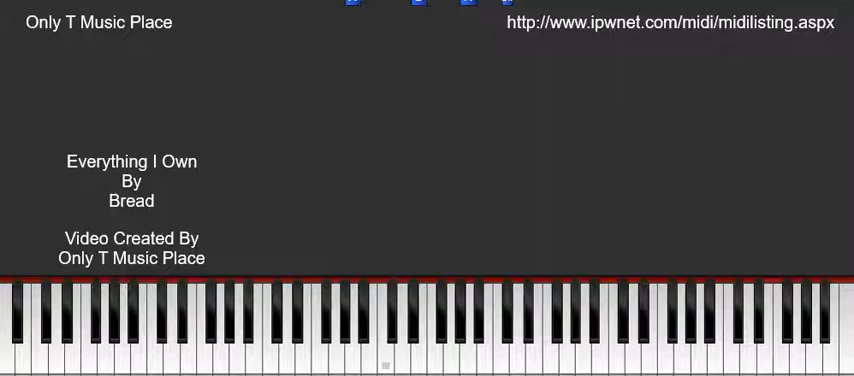 Only T Music Place
http://www.ipwnet.com/midi/midilisting.aspx
Everything I Own
By
Bread
Video Created By
Only T Music Place